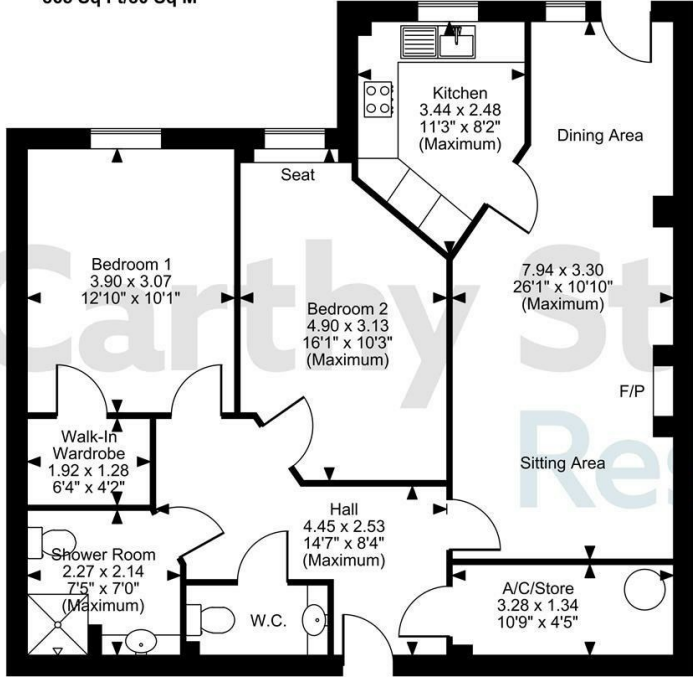 Kitchen
3.44 x 2.48
11'3" x 8'2"
(Maximum)
Dining Area
Seat
Bedroom 1
3.90 x 3.07
12'10" x 10'1"
Bedroom 2
4.90 x 3.13
16'1" x 10'3"
(Maximum)
7.94 x 3.30
26'1" x 10'10"
(Maximum)
Carthy St
F/P
Walk-In
Wardrobe
1.92 x 1.28
6'4" x 4'2"
Sitting Area
Res
Hall
4.45 x 2.53
14'7" x 8'4"
(Maximum)
Shower Room
2.27 x 2.14
7'5" x 7'0"
(Maximum)
W.C.
A/C/Store
3.28 x 1.34
10'9" x 4'5"